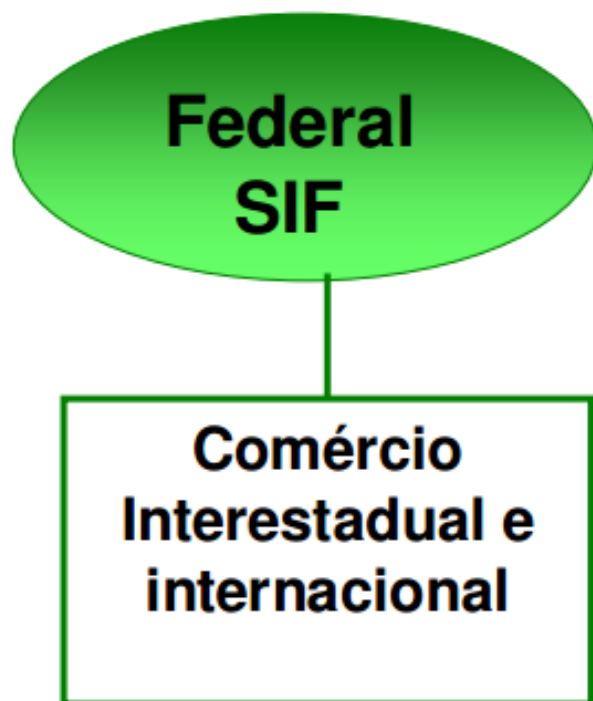 Federal
SIF
Comércio
Interestadual e
internacional